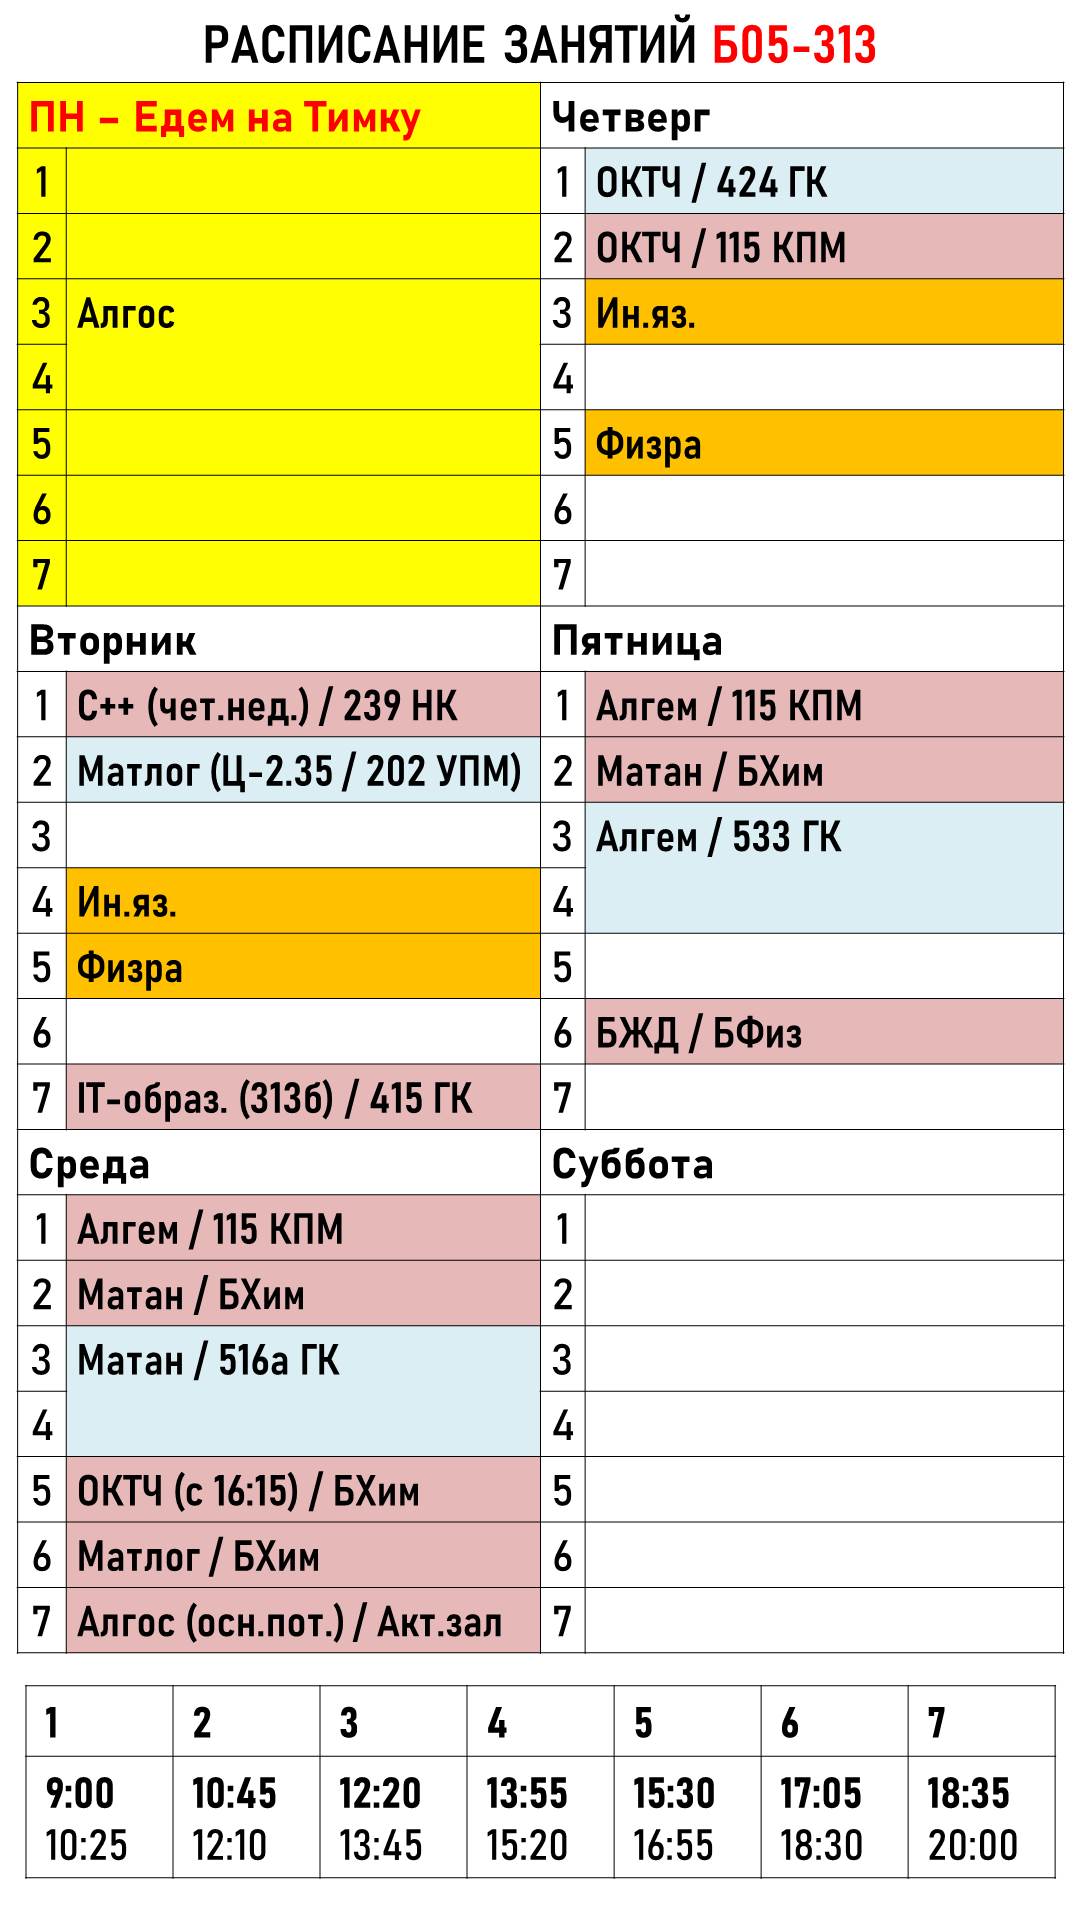 РАСПИСАНИЕ ЗАНЯТИЙ Б05-313
ПН – Едем на Тимку
1
2
3 Алгос
4
5
6
7
Вторник
1 С++ (чет.нед.) / 239 НК
2 Матлог (Ц-2.35 / 202 УПМ)
3
4 Ин.яз.
5 Физра
6
7 IT-образ. (313б) / 415 ГК
Среда
1 Алгем / 115 КПМ
2 Матан / БХим
3 Матан / 516а ГК
4
5 ОКТЧ (с 16:15) / БХим
6 Матлог / БХим
7 Алгос (осн.пот.) / Акт.зал
Четверг
1 ОКТЧ / 424 ГК
2 ОКТЧ / 115 КПМ
3 Ин.яз.
4
5 Физра
6
7
Пятница
1 Алгем / 115 КПМ
2 Матан / БХим
3 Алгем / 533 ГК
4
5
6 БЖД / БФиз
7
Суббота
1
2
3
4
5
6
7
1 2 3 4 5 6 7
9:00 10:45 12:20 13:55 15:30 17:05 18:35
10:25 12:10 13:45 15:20 16:55 18:30 20:00